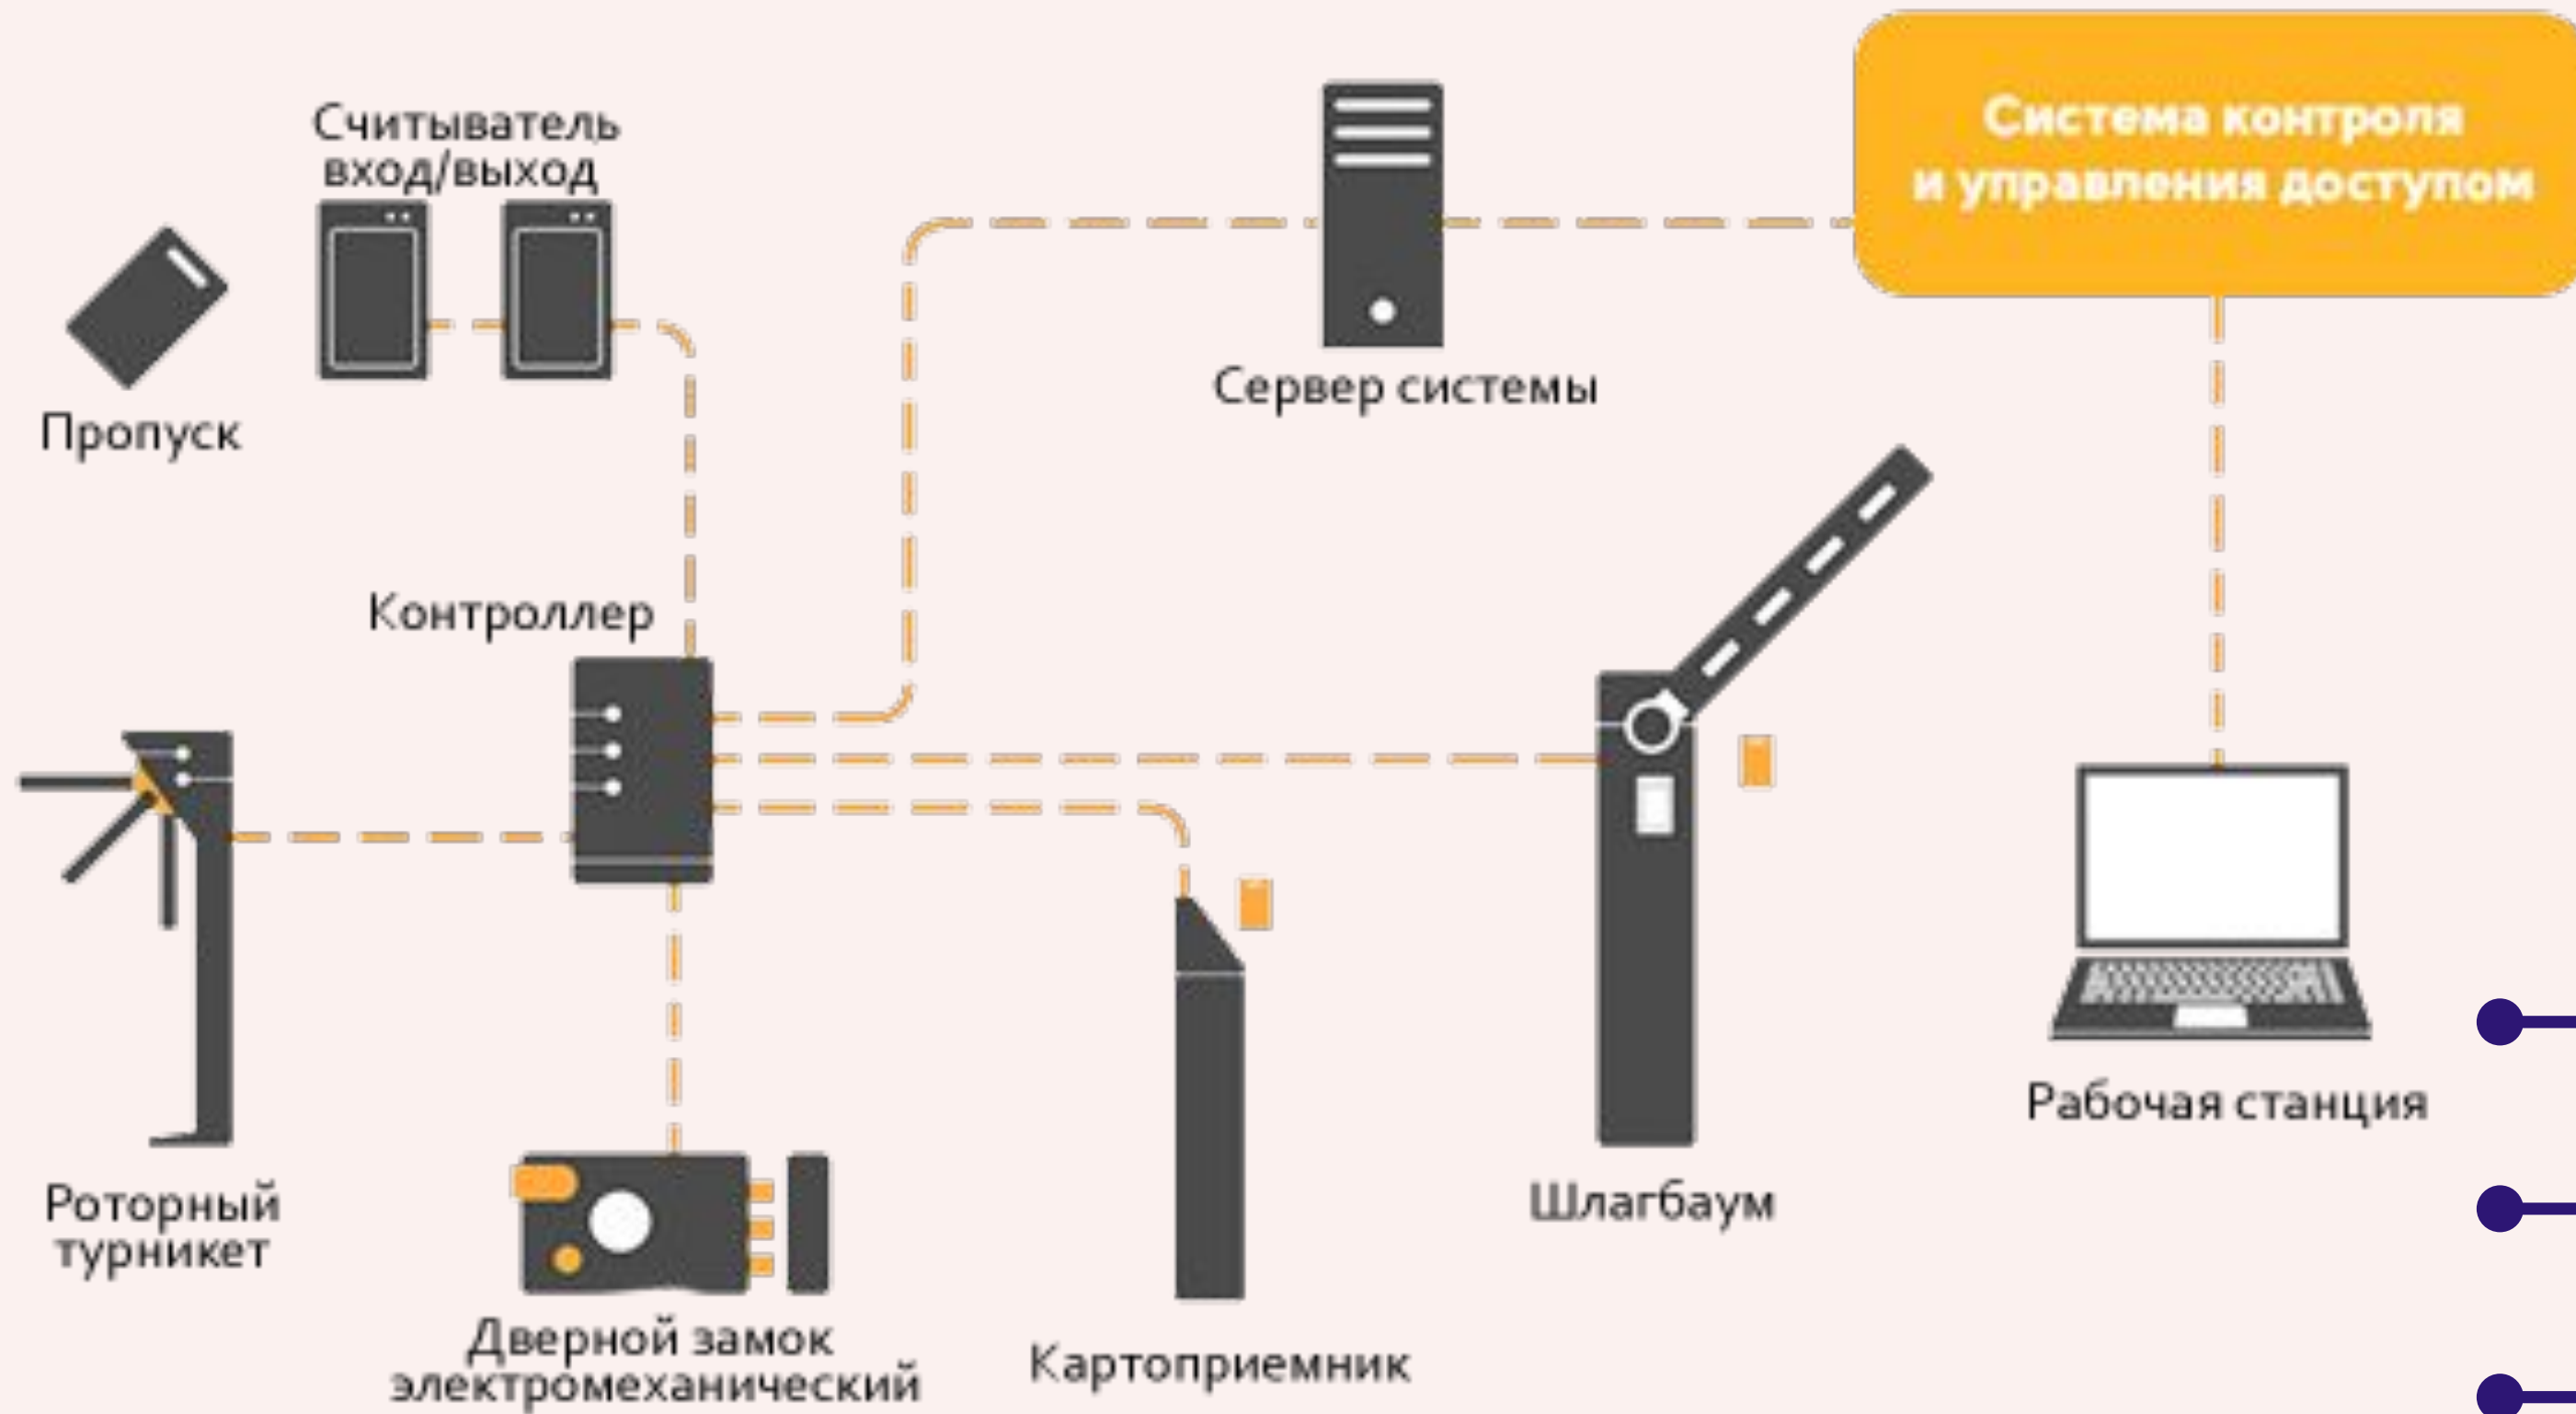 Система контроля
и управления доступом
Считыватель
вход/выход
Пропуск
Сервер системы
Контроллер
Роторный
турникет
Дверной замок
электромеханический
Картоприемник
Шлагбаум
Рабочая станция